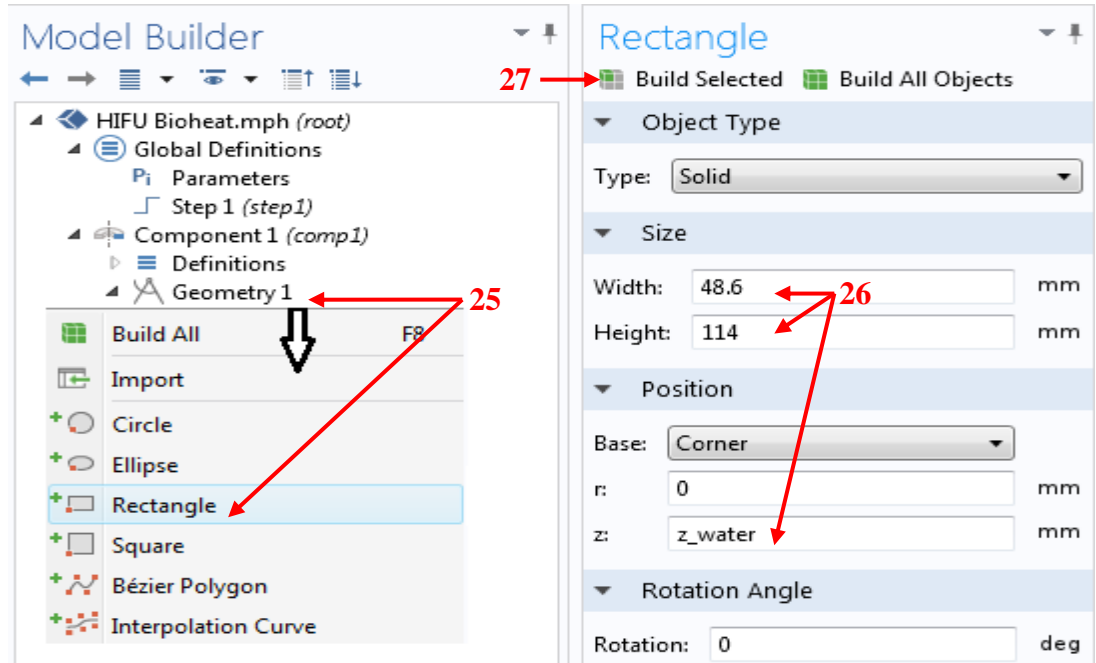 Model Builder
HIFU Bioheat.mph (root)
Global Definitions
Pi Parameters
Step 1 (step1)
Component 1 (comp1)
Definitions
Geometry 1
25
Build All F8
Import
Circle
Ellipse
Rectangle
Square
Bézier Polygon
Interpolation Curve
Rectangle
27
Build Selected Build All Objects
Object Type
Type: Solid
Size
Width: 48.6 mm
26
Height: 114 mm
Position
Base: Corner
r: 0 mm
z: z_water mm
Rotation Angle
Rotation: 0 deg